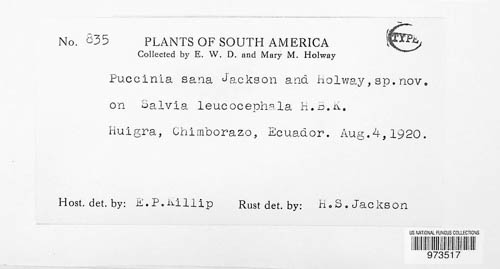 No. 835
PLANTS OF SOUTH AMERICA
TYPE
Collected by E. W. D. and Mary M. Holway
Puccinia sana Jackson and Holway, sp.nov.
on Salvia leucocephala H.B.K.
Huigra, Chimborazo, Ecuador. Aug.4,1920.
Host. det. by: E.P.Killip Rust det. by: H.S.Jackson
US NATIONAL FUNGUS COLLECTIONS
973517